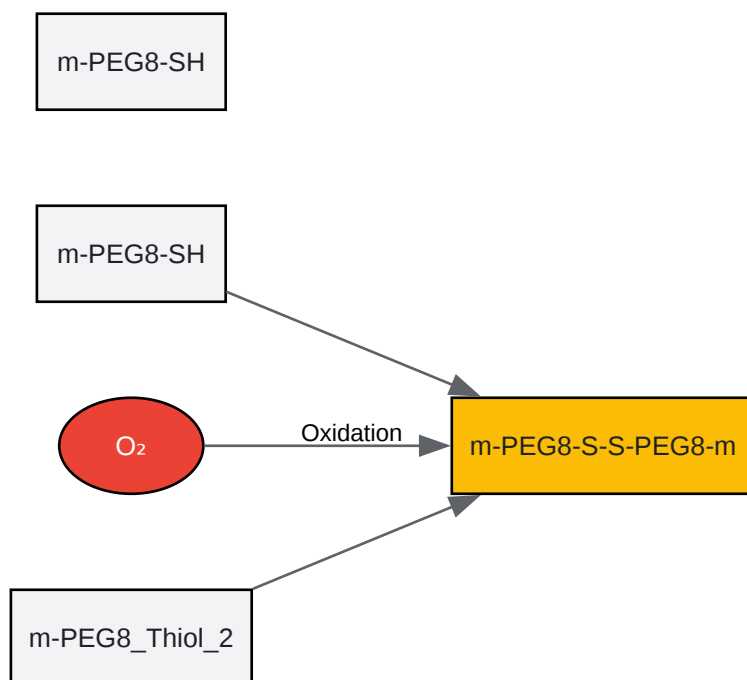 m-PEG8-SH
m-PEG8-SH
O₂
Oxidation
m-PEG8-S-S-PEG8-m
m-PEG8_Thiol_2